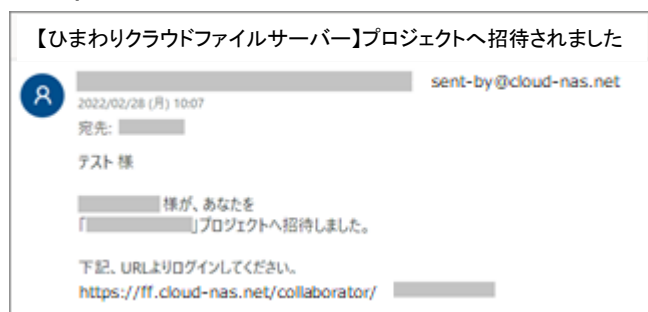 【ひまわりクラウドファイルサーバー】プロジェクトへ招待されました
sent-by@cloud-nas.net
2022/02/28 (月) 10:07
宛先:
テスト 様
様が、あなたを
「」プロジェクトへ招待しました。
下記、URLよりログインしてください。
https://ff.cloud-nas.net/collaborator/